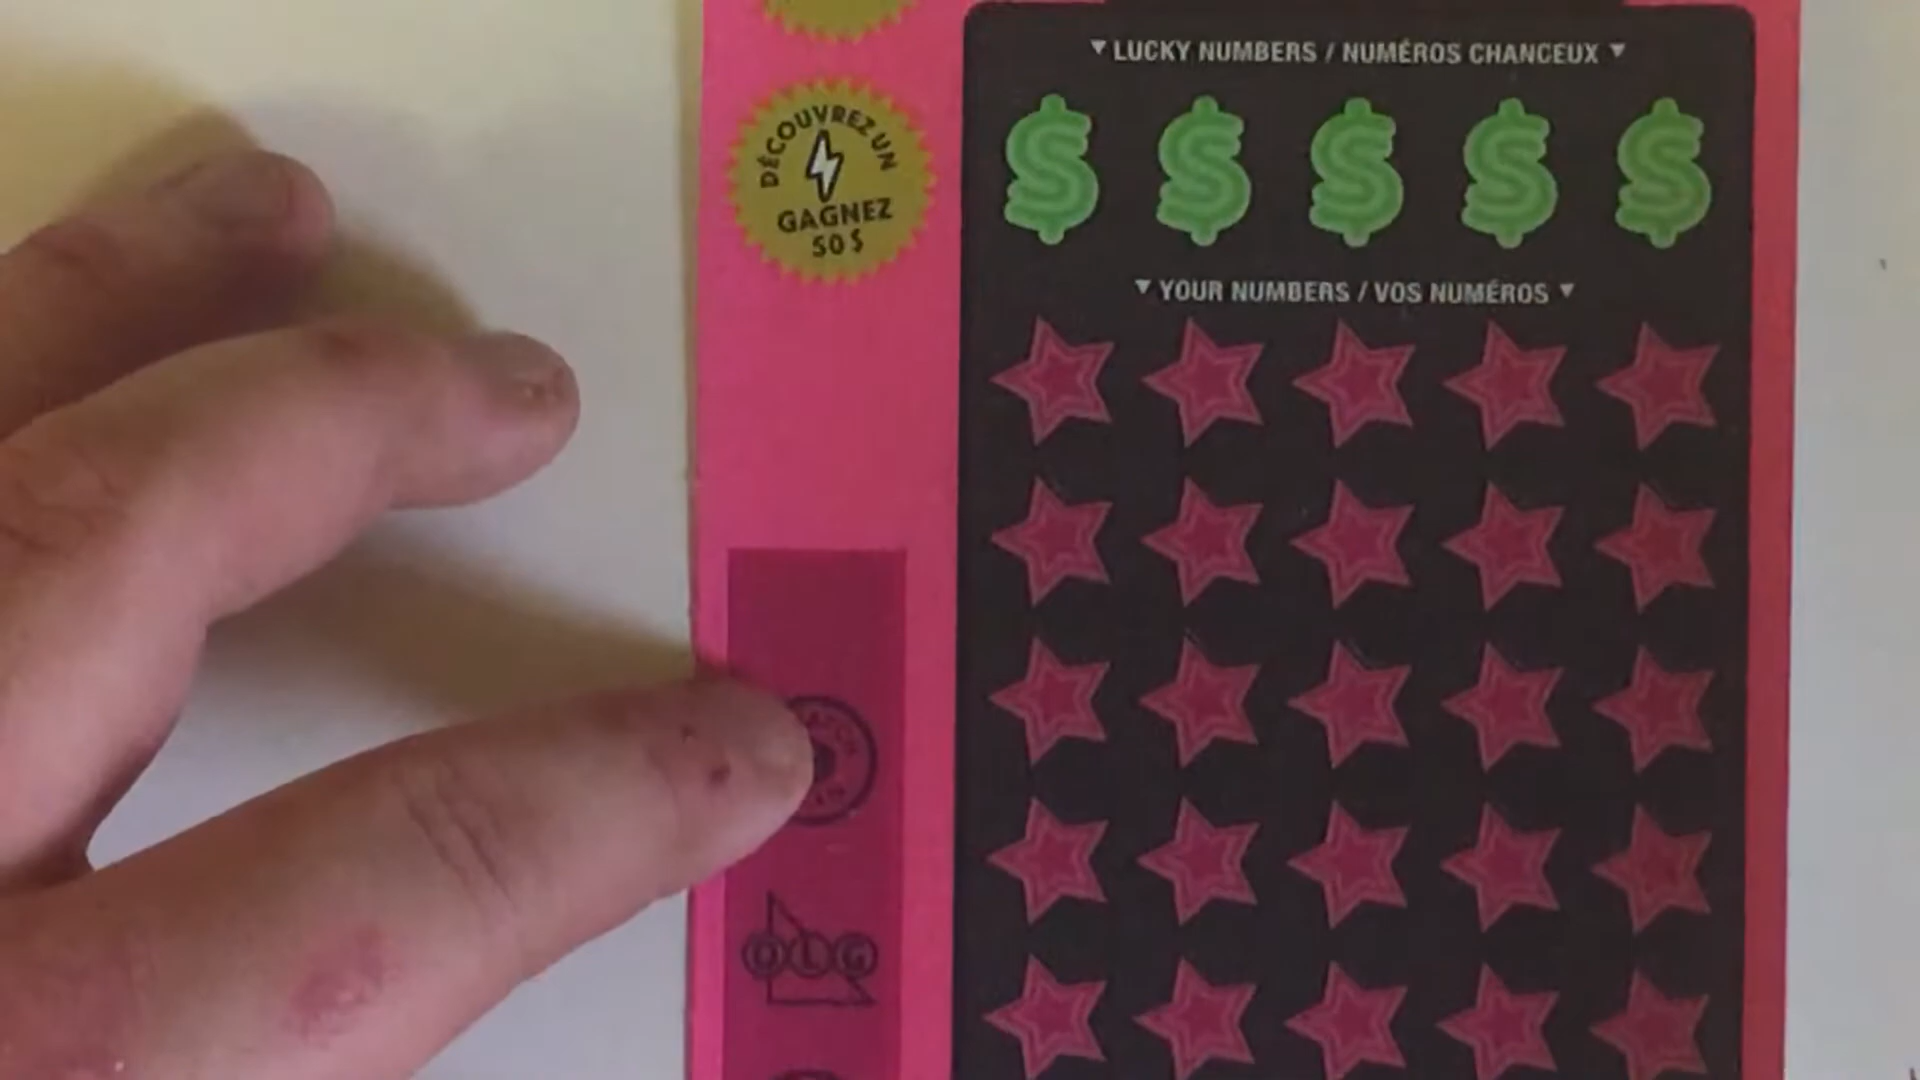 ▼ LUCKY NUMBERS / NUMÉROS CHANCEUX ▼
DÉCOUVREZ UN
GAGNEZ
50 $
▼ YOUR NUMBERS / VOS NUMÉROS ▼
OLG